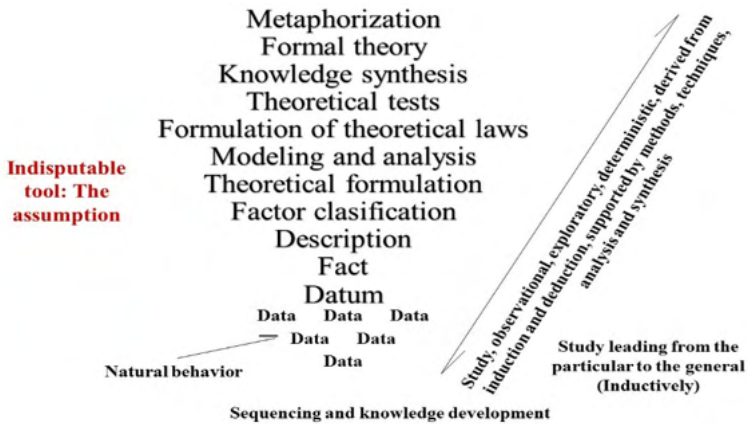 Metaphorization
Formal theory
Knowledge synthesis
Theoretical tests
Formulation of theoretical laws
Modeling and analysis
Theoretical formulation
Factor clasification
Description
Fact
Datum
Data Data Data
Data Data
Data
Indisputable
tool: The
assumption
Natural behavior
Study, observational, exploratory, deterministic, derived from
induction and deduction, supported by methods, techniques,
analysis and synthesis
Study leading from the
particular to the general
(Inductively)
Sequencing and knowledge development